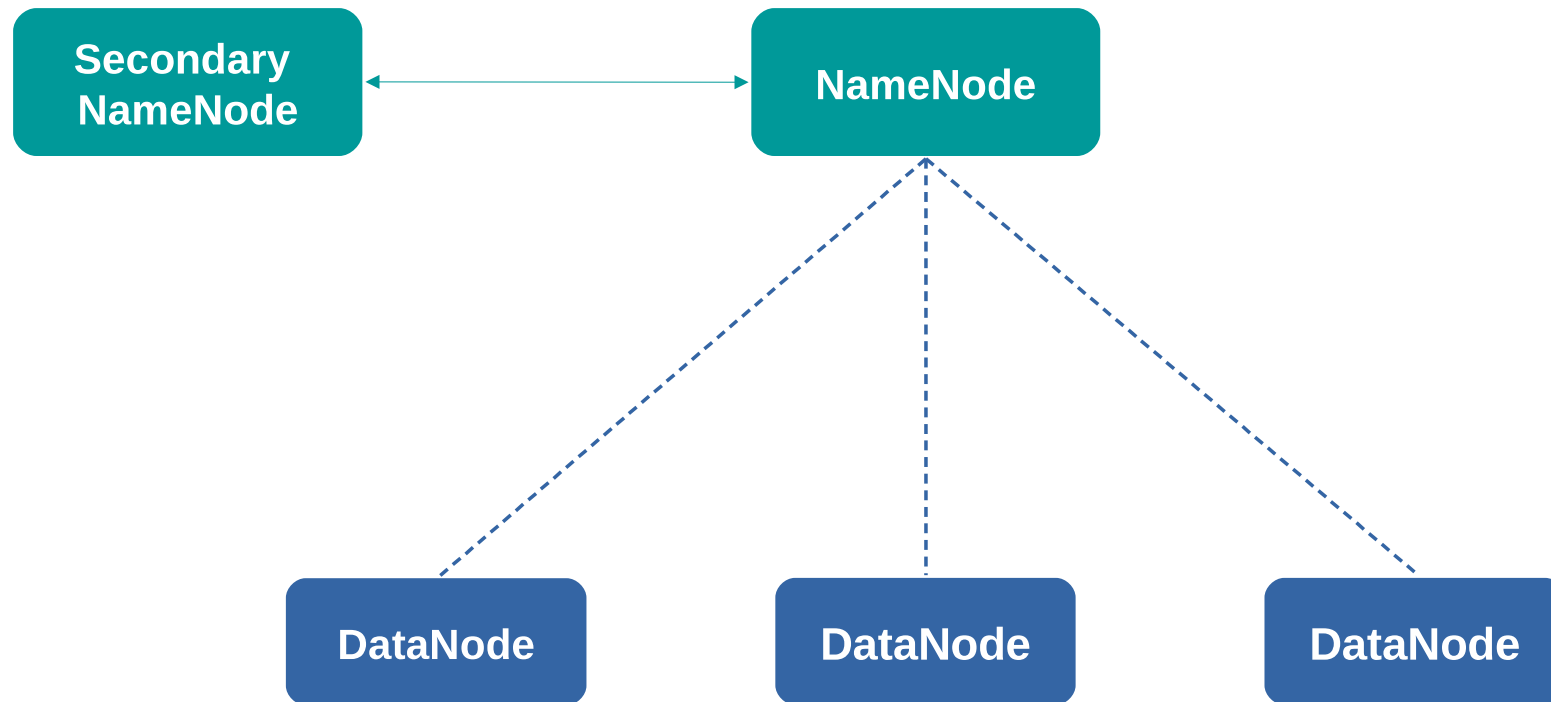 Secondary
NameNode
NameNode
DataNode
DataNode
DataNode